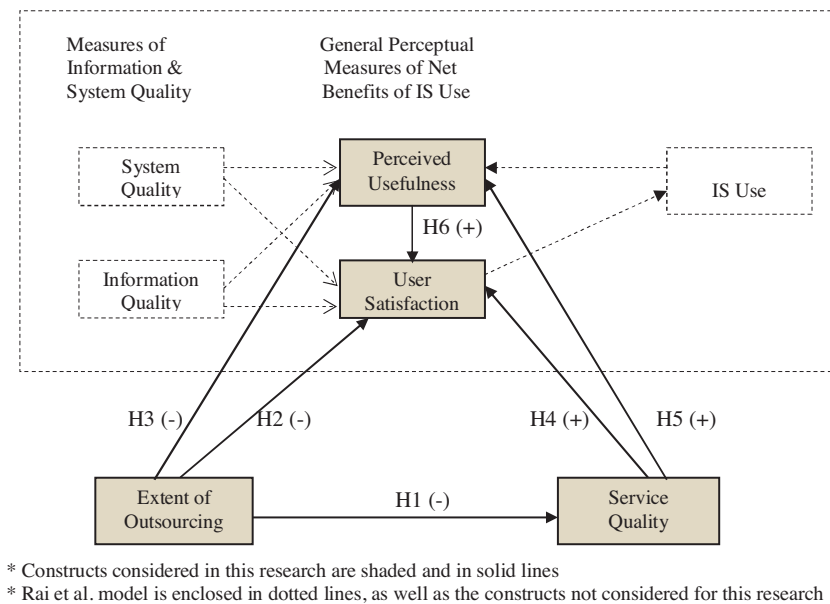 Measures of
Information &
System Quality
General Perceptual
Measures of Net
Benefits of IS Use
System
Quality
Perceived
Usefulness
IS Use
H6 (+)
Information
Quality
User
Satisfaction
H3 (-)
H2 (-)
H4 (+)
H5 (+)
Extent of
Outsourcing
H1 (-)
Service
Quality
* Constructs considered in this research are shaded and in solid lines
* Rai et al. model is enclosed in dotted lines, as well as the constructs not considered for this research